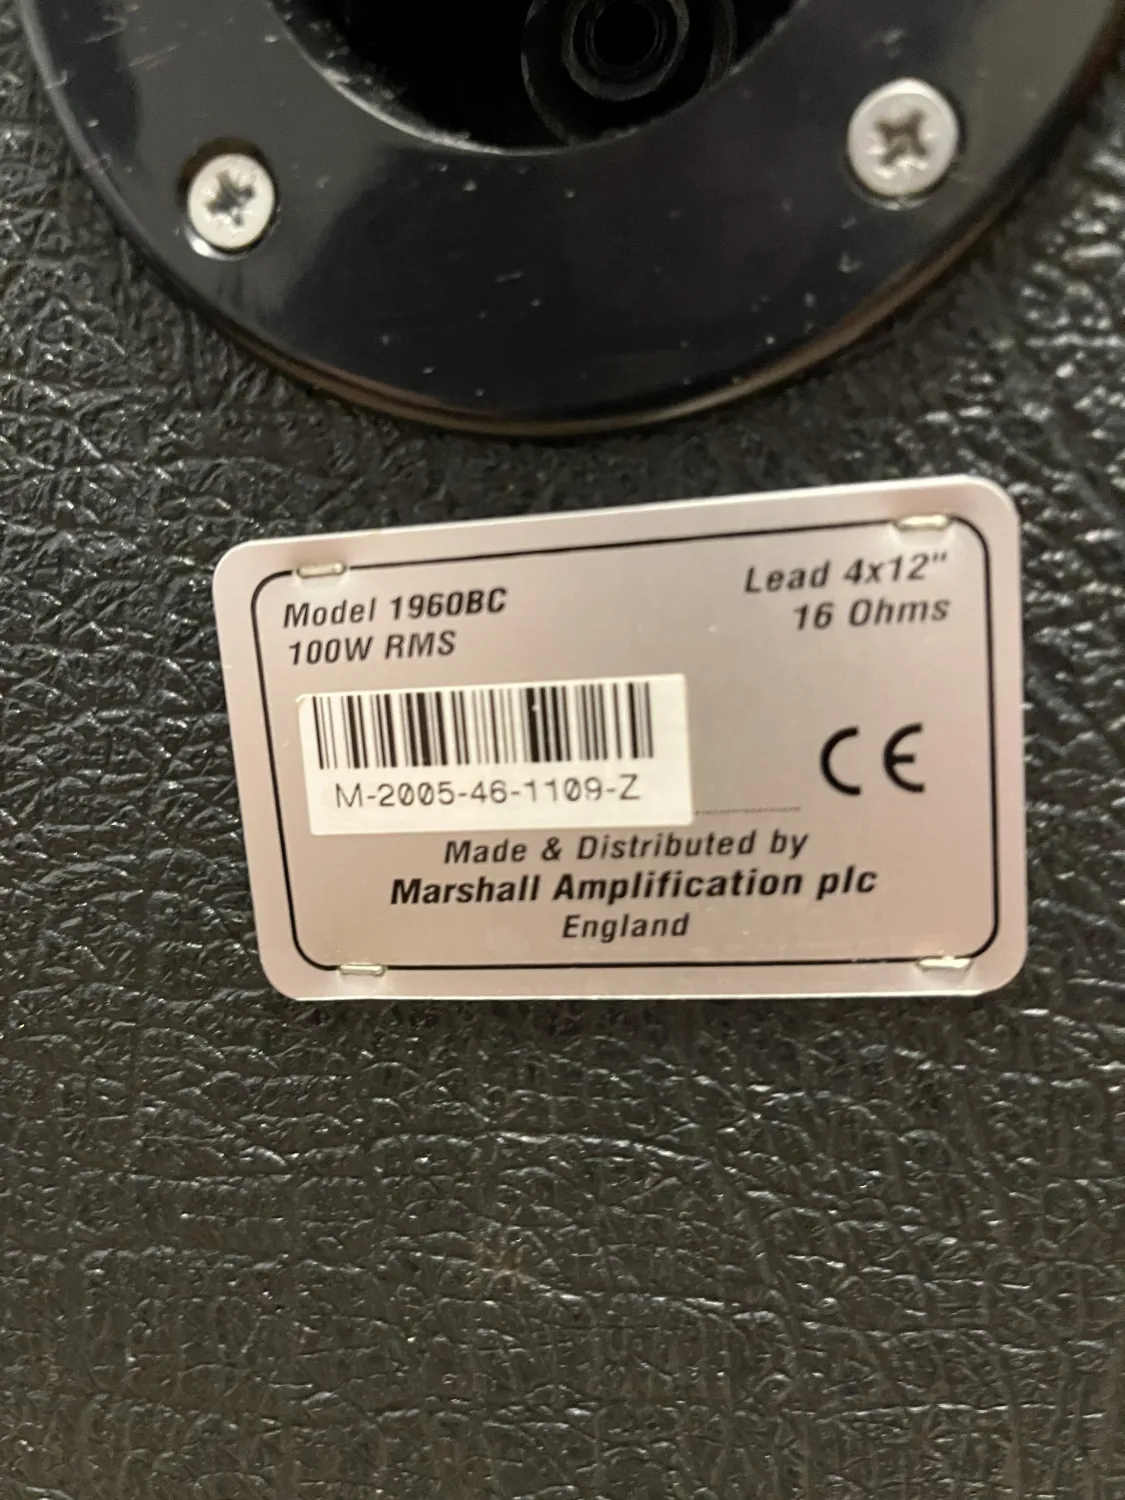 Model 1960BC
100W RMS
Lead 4x12"
16 Ohms
M-2005-46-1109-Z
CE
Made & Distributed by
Marshall Amplification plc
England